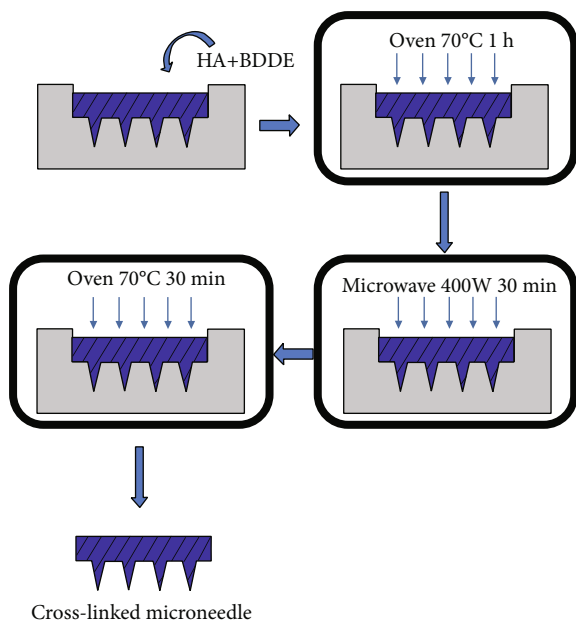 HA+BDDE
Oven 70°C 1 h
Microwave 400W 30 min
Oven 70°C 30 min
Cross-linked microneedle